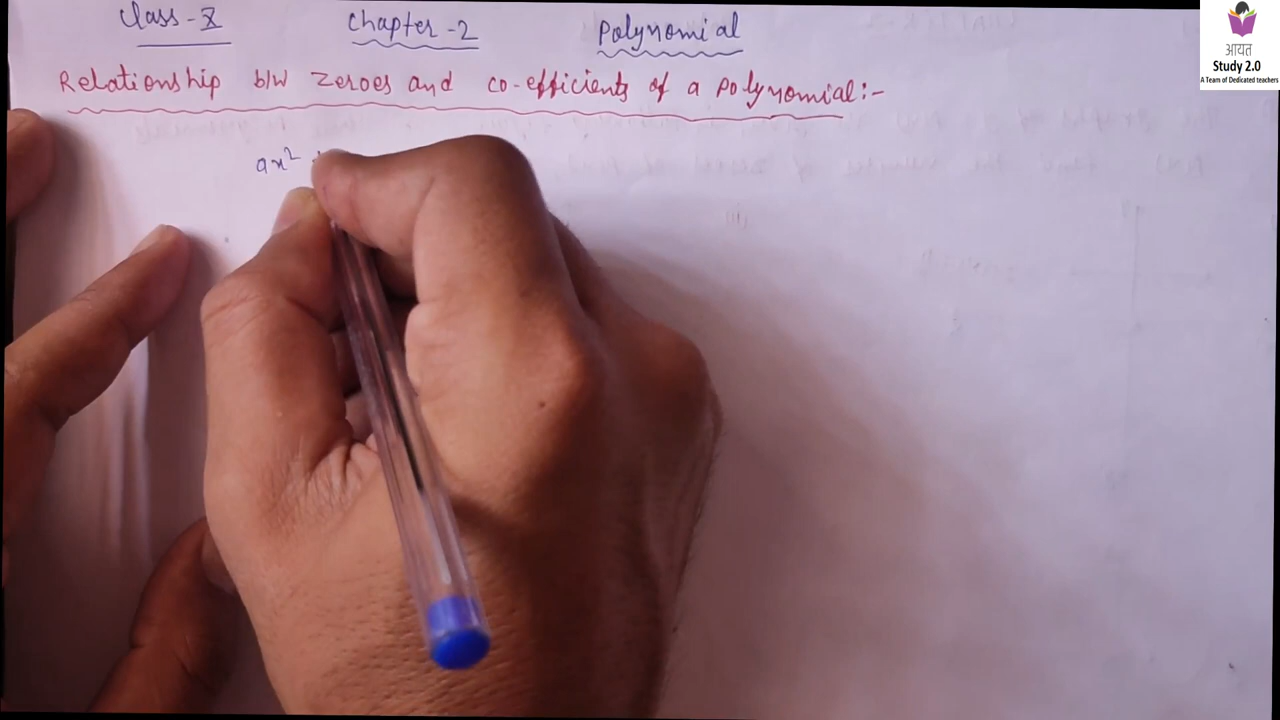 Class-X Chapter-2 Polynomial
Relationship b/w zeroes and co-efficients of a polynomial:-
ax²
आयत
Study 2.0
A Team of Dedicated teachers